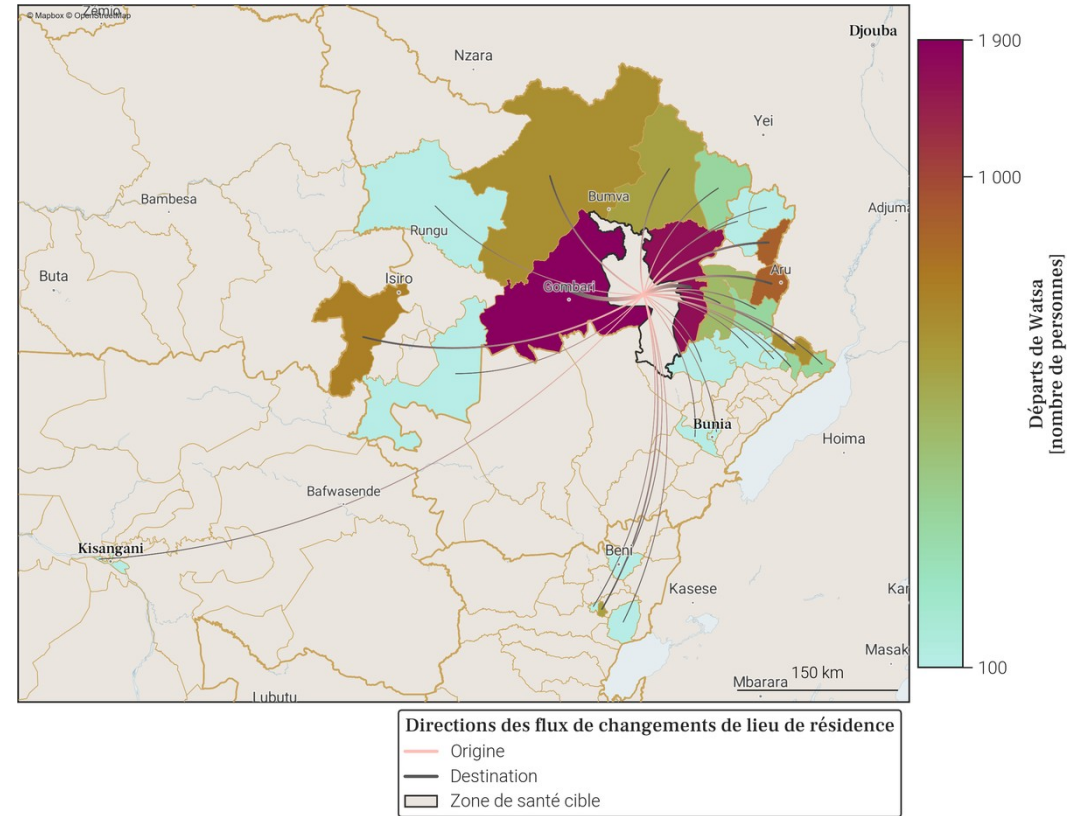 © Mapbox © OpenStreetMap
Zémio
Djouba
Nzara
Yei
Bambesa
Bumva
Adjuma
Rungu
Buta
Isiro
Aru
Gombari
Bunia
Hoima
Bafwasende
Kisangani
Beni
Kasese
Kar
Masak
150 km
Mbarara
Lubutu
1 900
1 000
100
Départs de Watsa
[nombre de personnes]
Directions des flux de changements de lieu de résidence
Origine
Destination
Zone de santé cible